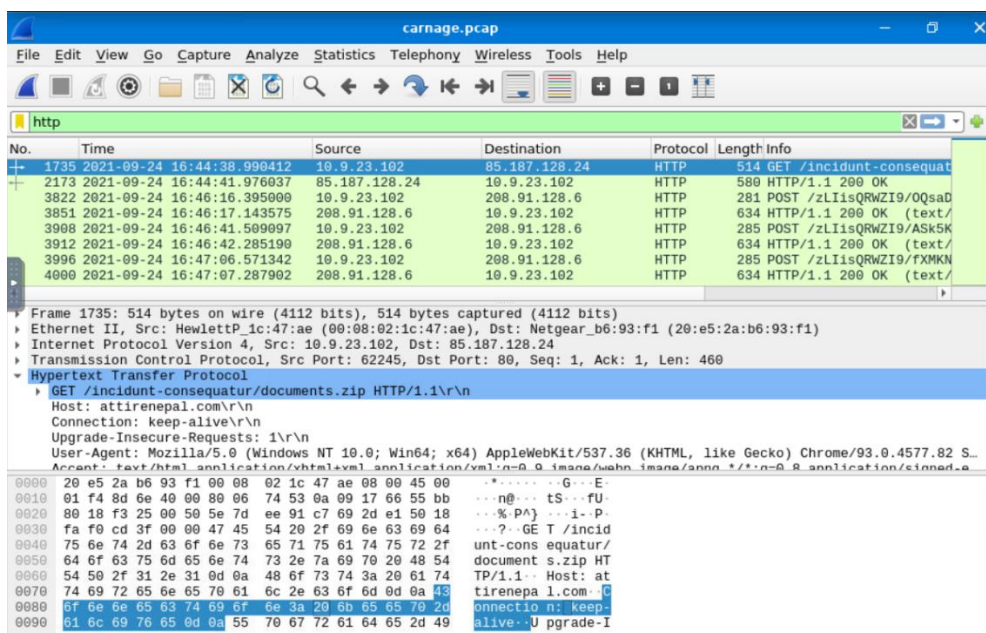 carnage.pcap
File Edit View Go Capture Analyze Statistics Telephony Wireless Tools Help
http
No. Time Source Destination Protocol Length Info
1735 2021-09-24 16:44:38.990412 10.9.23.102 85.187.128.24 HTTP 514 GET /incidunt-consequat
2173 2021-09-24 16:44:41.976037 85.187.128.24 10.9.23.102 HTTP 580 HTTP/1.1 200 OK
3822 2021-09-24 16:46:16.395000 10.9.23.102 208.91.128.6 HTTP 281 POST /zLIisQRWZI9/OQsaD
3851 2021-09-24 16:46:17.143575 208.91.128.6 10.9.23.102 HTTP 634 HTTP/1.1 200 OK (text/
3908 2021-09-24 16:46:41.509097 10.9.23.102 208.91.128.6 HTTP 285 POST /zLIisQRWZI9/ASk5K
3912 2021-09-24 16:46:42.285190 208.91.128.6 10.9.23.102 HTTP 634 HTTP/1.1 200 OK (text/
3996 2021-09-24 16:47:06.571342 10.9.23.102 208.91.128.6 HTTP 285 POST /zLIisQRWZI9/fXMKN
4000 2021-09-24 16:47:07.287902 208.91.128.6 10.9.23.102 HTTP 634 HTTP/1.1 200 OK (text/
Frame 1735: 514 bytes on wire (4112 bits), 514 bytes captured (4112 bits)
Ethernet II, Src: HewlettP_1c:47:ae (00:08:02:1c:47:ae), Dst: Netgear_b6:93:f1 (20:e5:2a:b6:93:f1)
Internet Protocol Version 4, Src: 10.9.23.102, Dst: 85.187.128.24
Transmission Control Protocol, Src Port: 62245, Dst Port: 80, Seq: 1, Ack: 1, Len: 460
Hypertext Transfer Protocol
GET /incidunt-consequatur/documents.zip HTTP/1.1\r\n
Host: attirenepal.com\r\n
Connection: keep-alive\r\n
Upgrade-Insecure-Requests: 1\r\n
User-Agent: Mozilla/5.0 (Windows NT 10.0; Win64; x64) AppleWebKit/537.36 (KHTML, like Gecko) Chrome/93.0.4577.82 S…
Accept: text/html,application/xhtml+xml,application/xml;q=0.9,image/webp,image/apng,*/*;q=0.8,application/signed-e
0000 20 e5 2a b6 93 f1 00 08 02 1c 47 ae 08 00 45 00 ·*····· ··G···E·
0010 01 f4 8d 6e 40 00 80 06 74 53 0a 09 17 66 55 bb ···n@··· tS···fU·
0020 80 18 f3 25 00 50 5e 7d ee 91 c7 69 2d e1 50 18 ···%·P^} ···i-·P·
0030 fa f0 cd 3f 00 00 47 45 54 20 2f 69 6e 63 69 64 ···?··GE T /incid
0040 75 6e 74 2d 63 6f 6e 73 65 71 75 61 74 75 72 2f unt-cons equatur/
0050 64 6f 63 75 6d 65 6e 74 73 2e 7a 69 70 20 48 54 document s.zip HT
0060 54 50 2f 31 2e 31 0d 0a 48 6f 73 74 3a 20 61 74 TP/1.1·· Host: at
0070 74 69 72 65 6e 65 70 61 6c 2e 63 6f 6d 0d 0a 43 tirenepa l.com··C
0080 6f 6e 6e 65 63 74 69 6f 6e 3a 20 6b 65 65 70 2d onnectio n: keep-
0090 61 6c 69 76 65 0d 0a 55 70 67 72 61 64 65 2d 49 alive··U pgrade-I